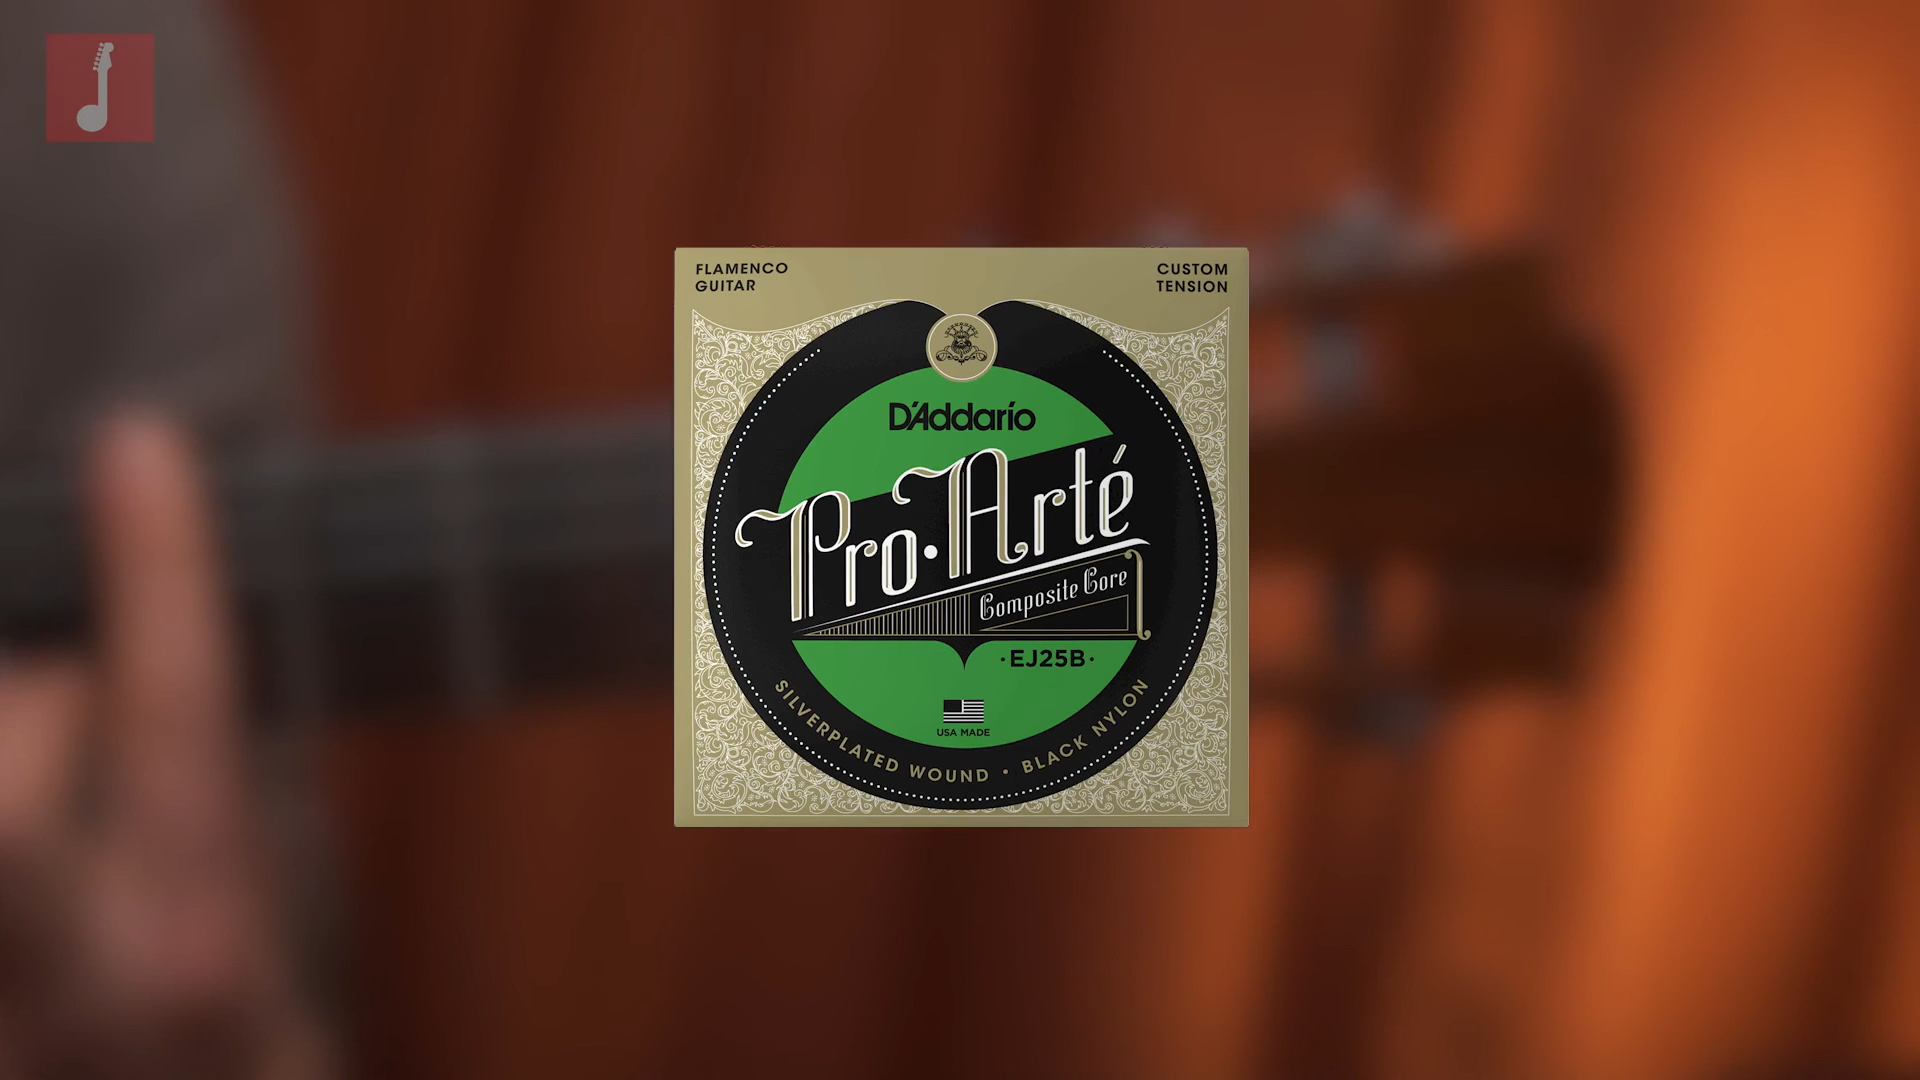 FLAMENCO
GUITAR
CUSTOM
TENSION
D'Addario
Pro·Arté
Composite Core
·EJ25B·
USA MADE
SILVERPLATED WOUND · BLACK NYLON